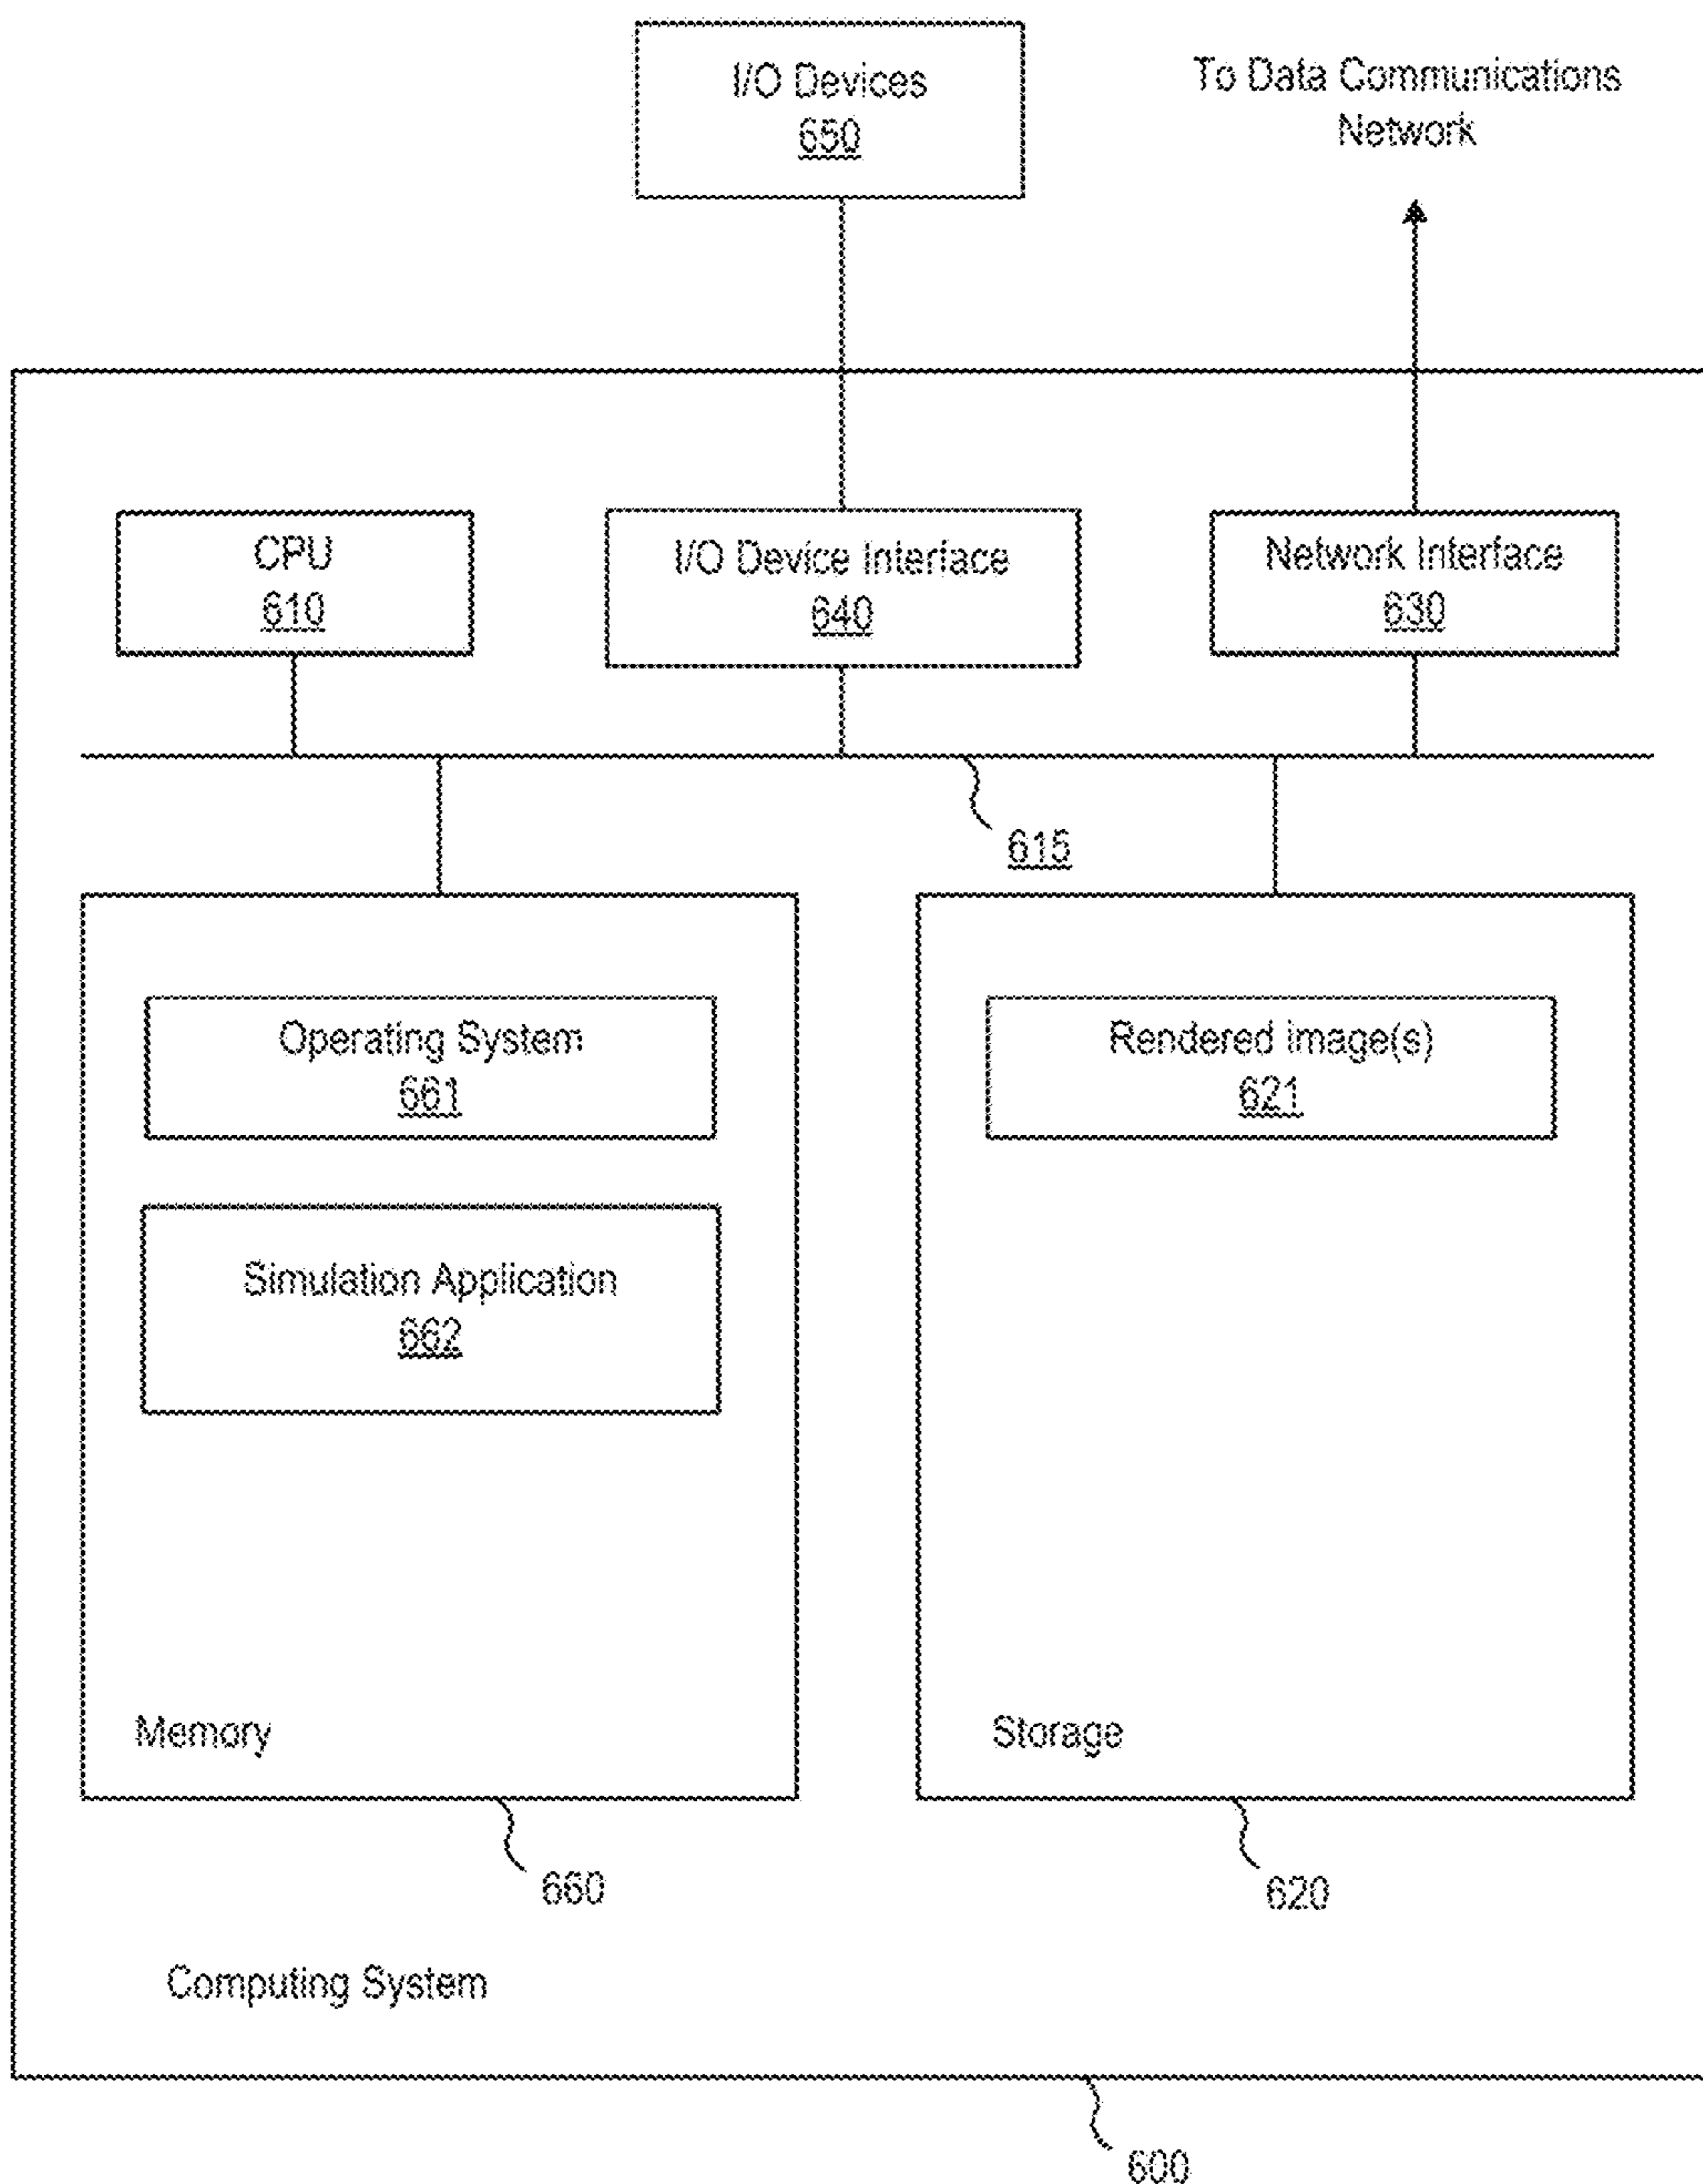 I/O Devices
650
To Data Communications
Network
CPU
610
I/O Device Interface
640
Network Interface
630
615
Operating System
661
Rendered image(s)
621
Simulation Application
662
Memory
Storage
660
620
Computing System
600